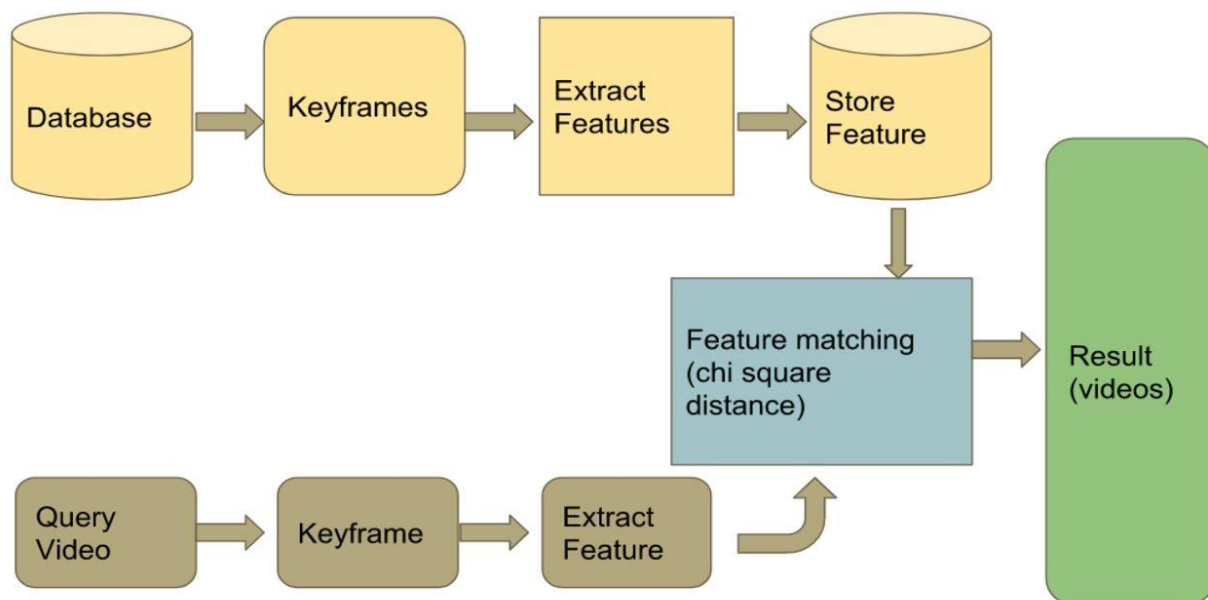 Database
Keyframes
Extract
Features
Store
Feature
Feature matching
(chi square
distance)
Result
(videos)
Query
Video
Keyframe
Extract
Feature